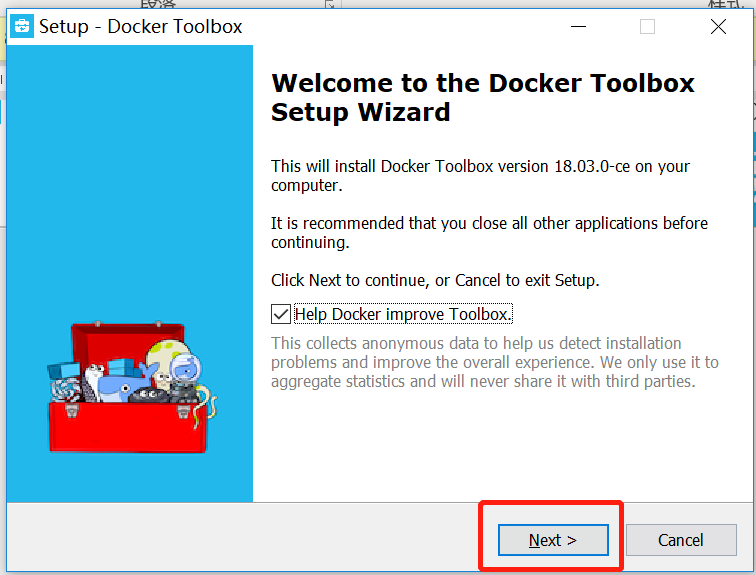 段落
样式
Setup - Docker Toolbox
Welcome to the Docker Toolbox
Setup Wizard
This will install Docker Toolbox version 18.03.0-ce on your
computer.
It is recommended that you close all other applications before
continuing.
Click Next to continue, or Cancel to exit Setup.
Help Docker improve Toolbox.
This collects anonymous data to help us detect installation
problems and improve the overall experience. We only use it to
aggregate statistics and will never share it with third parties.
Next >
Cancel